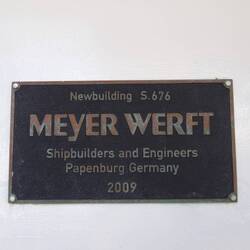 Newbuilding S.676
MEYER WERFT
Shipbuilders and Engineers
Papenburg Germany
2009